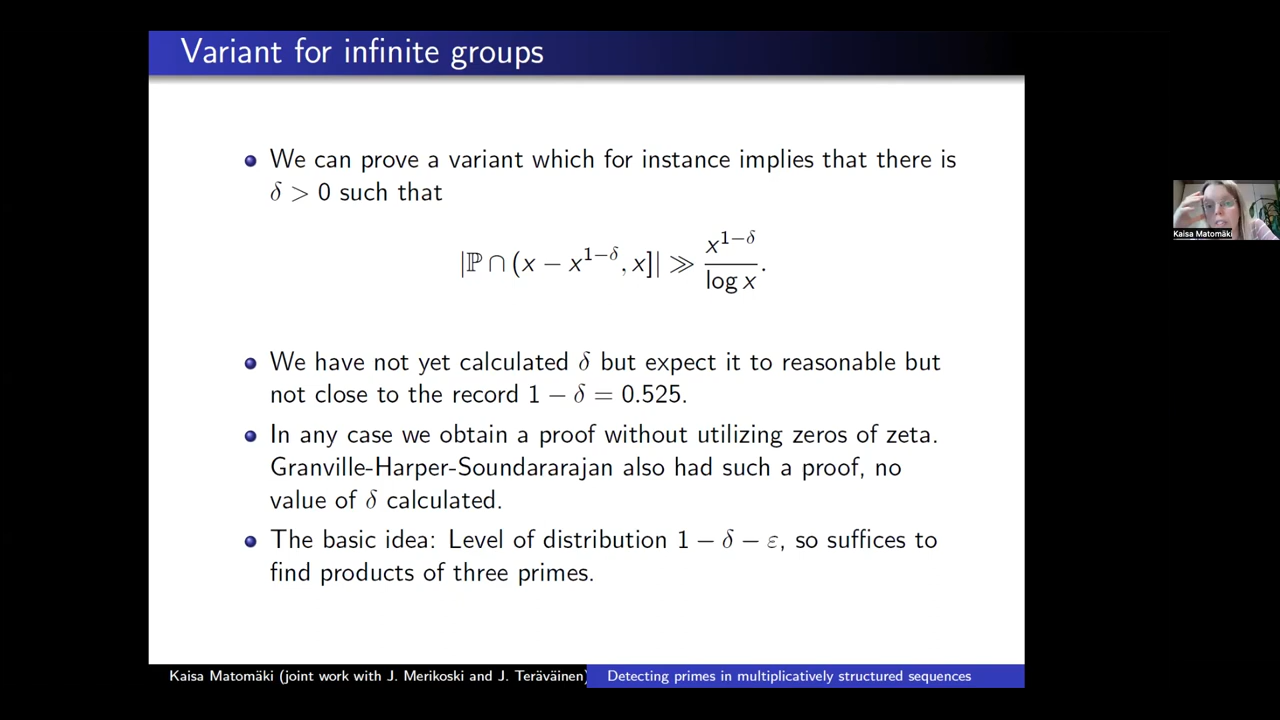 Variant for infinite groups
We can prove a variant which for instance implies that there is
δ > 0 such that
|ℙ ∩ (x − x^{1−δ}, x]| ≫ x^{1−δ} / log x.
We have not yet calculated δ but expect it to reasonable but
not close to the record 1 − δ = 0.525.
In any case we obtain a proof without utilizing zeros of zeta.
Granville-Harper-Soundararajan also had such a proof, no
value of δ calculated.
The basic idea: Level of distribution 1 − δ − ε, so suffices to
find products of three primes.
Kaisa Matomäki (joint work with J. Merikoski and J. Teräväinen)
Detecting primes in multiplicatively structured sequences
Kaisa Matomäki